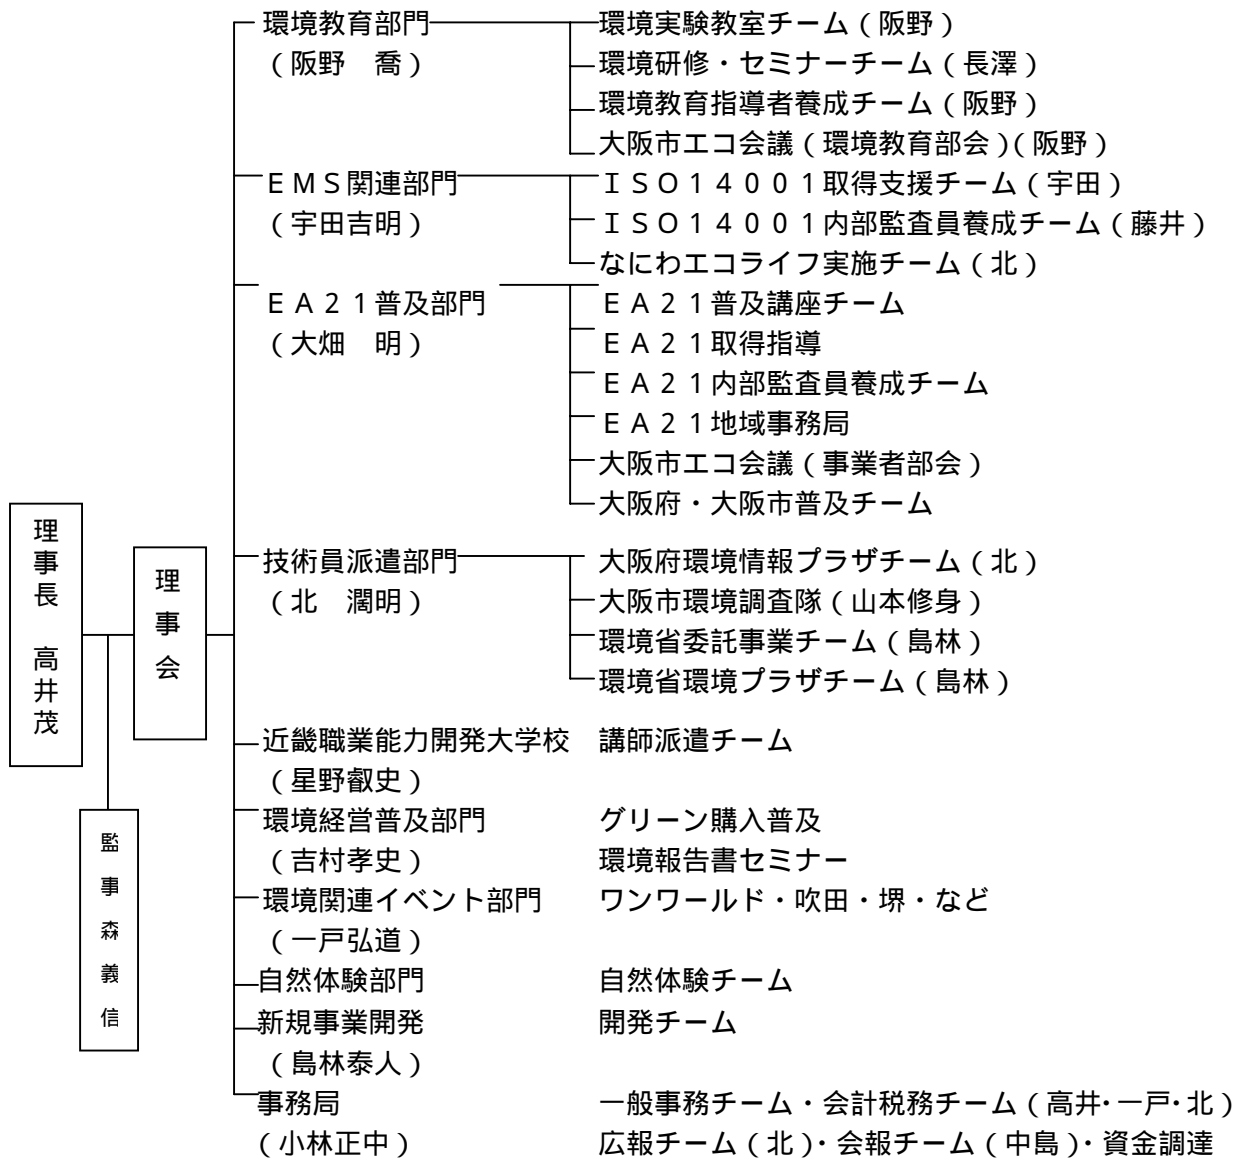 環境教育部門 環境実験教室チーム(阪野)
(阪野 喬) 環境研修・セミナーチーム(長澤)
環境教育指導者養成チーム(阪野)
大阪市エコ会議(環境教育部会)(阪野)
EMS関連部門 ISO14001取得支援チーム(宇田)
(宇田吉明) ISO14001内部監査員養成チーム(藤井)
なにわエコライフ実施チーム(北)
EA21普及部門 EA21普及講座チーム
(大畑 明) EA21取得指導
EA21内部監査員養成チーム
EA21地域事務局
大阪市エコ会議(事業者部会)
大阪府・大阪市普及チーム
理事長 高井茂
理事会
監事森義信
技術員派遣部門 大阪府環境情報プラザチーム(北)
(北 濶明) 大阪市環境調査隊(山本修身)
環境省委託事業チーム(島林)
環境省環境プラザチーム(島林)
近畿職業能力開発大学校 講師派遣チーム
(星野叡史)
環境経営普及部門 グリーン購入普及
(吉村孝史) 環境報告書セミナー
環境関連イベント部門 ワンワールド・吹田・堺・など
(一戸弘道)
自然体験部門 自然体験チーム
新規事業開発 開発チーム
(島林泰人)
事務局 一般事務チーム・会計税務チーム(高井・一戸・北)
(小林正中) 広報チーム(北)・会報チーム(中島)・資金調達